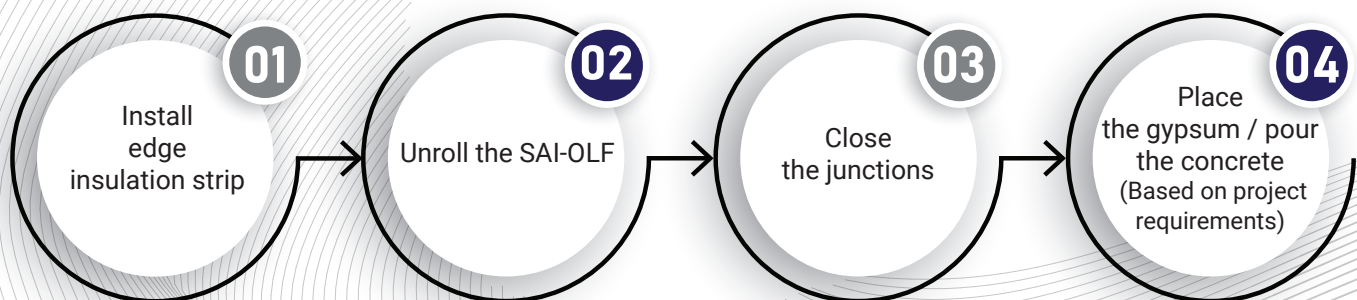 01
Install
edge
insulation strip
02
Unroll the SAI-OLF
03
Close
the junctions
04
Place
the gypsum / pour
the concrete
(Based on project
requirements)